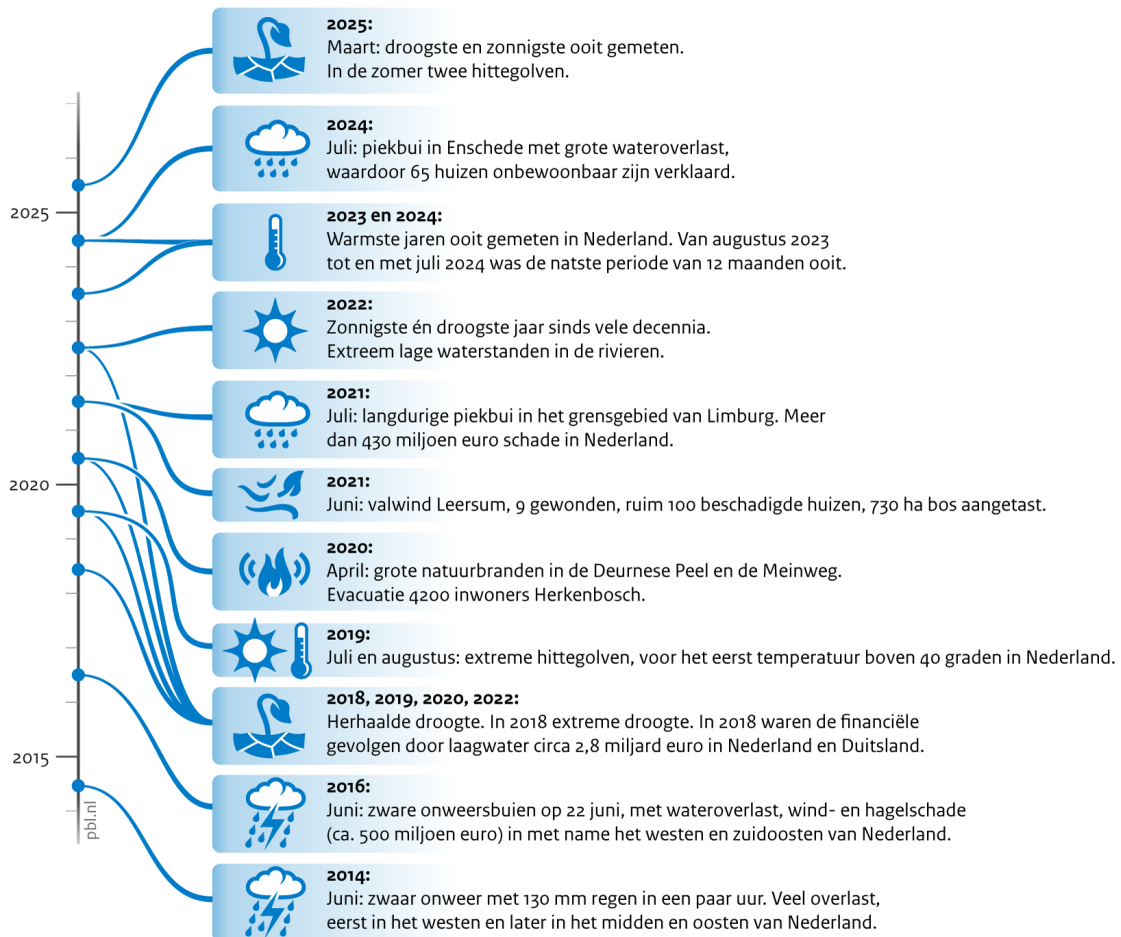 2025:
Maart: droogste en zonnigste ooit gemeten.
In de zomer twee hittegolven.
2024:
Juli: piekbui in Enschede met grote wateroverlast,
waardoor 65 huizen onbewoonbaar zijn verklaard.
2025
2023 en 2024:
Warmste jaren ooit gemeten in Nederland. Van augustus 2023
tot en met juli 2024 was de natste periode van 12 maanden ooit.
2022:
Zonnigste én droogste jaar sinds vele decennia.
Extreem lage waterstanden in de rivieren.
2021:
Juli: langdurige piekbui in het grensgebied van Limburg. Meer
dan 430 miljoen euro schade in Nederland.
2020
2021:
Juni: valwind Leersum, 9 gewonden, ruim 100 beschadigde huizen, 730 ha bos aangetast.
2020:
April: grote natuurbranden in de Deurnese Peel en de Meinweg.
Evacuatie 4200 inwoners Herkenbosch.
2019:
Juli en augustus: extreme hittegolven, voor het eerst temperatuur boven 40 graden in Nederland.
2018, 2019, 2020, 2022:
Herhaalde droogte. In 2018 extreme droogte. In 2018 waren de financiële
gevolgen door laagwater circa 2,8 miljard euro in Nederland en Duitsland.
2015
2016:
Juni: zware onweersbuien op 22 juni, met wateroverlast, wind- en hagelschade
(ca. 500 miljoen euro) in met name het westen en zuidoosten van Nederland.
pbl.nl
2014:
Juni: zwaar onweer met 130 mm regen in een paar uur. Veel overlast,
eerst in het westen en later in het midden en oosten van Nederland.